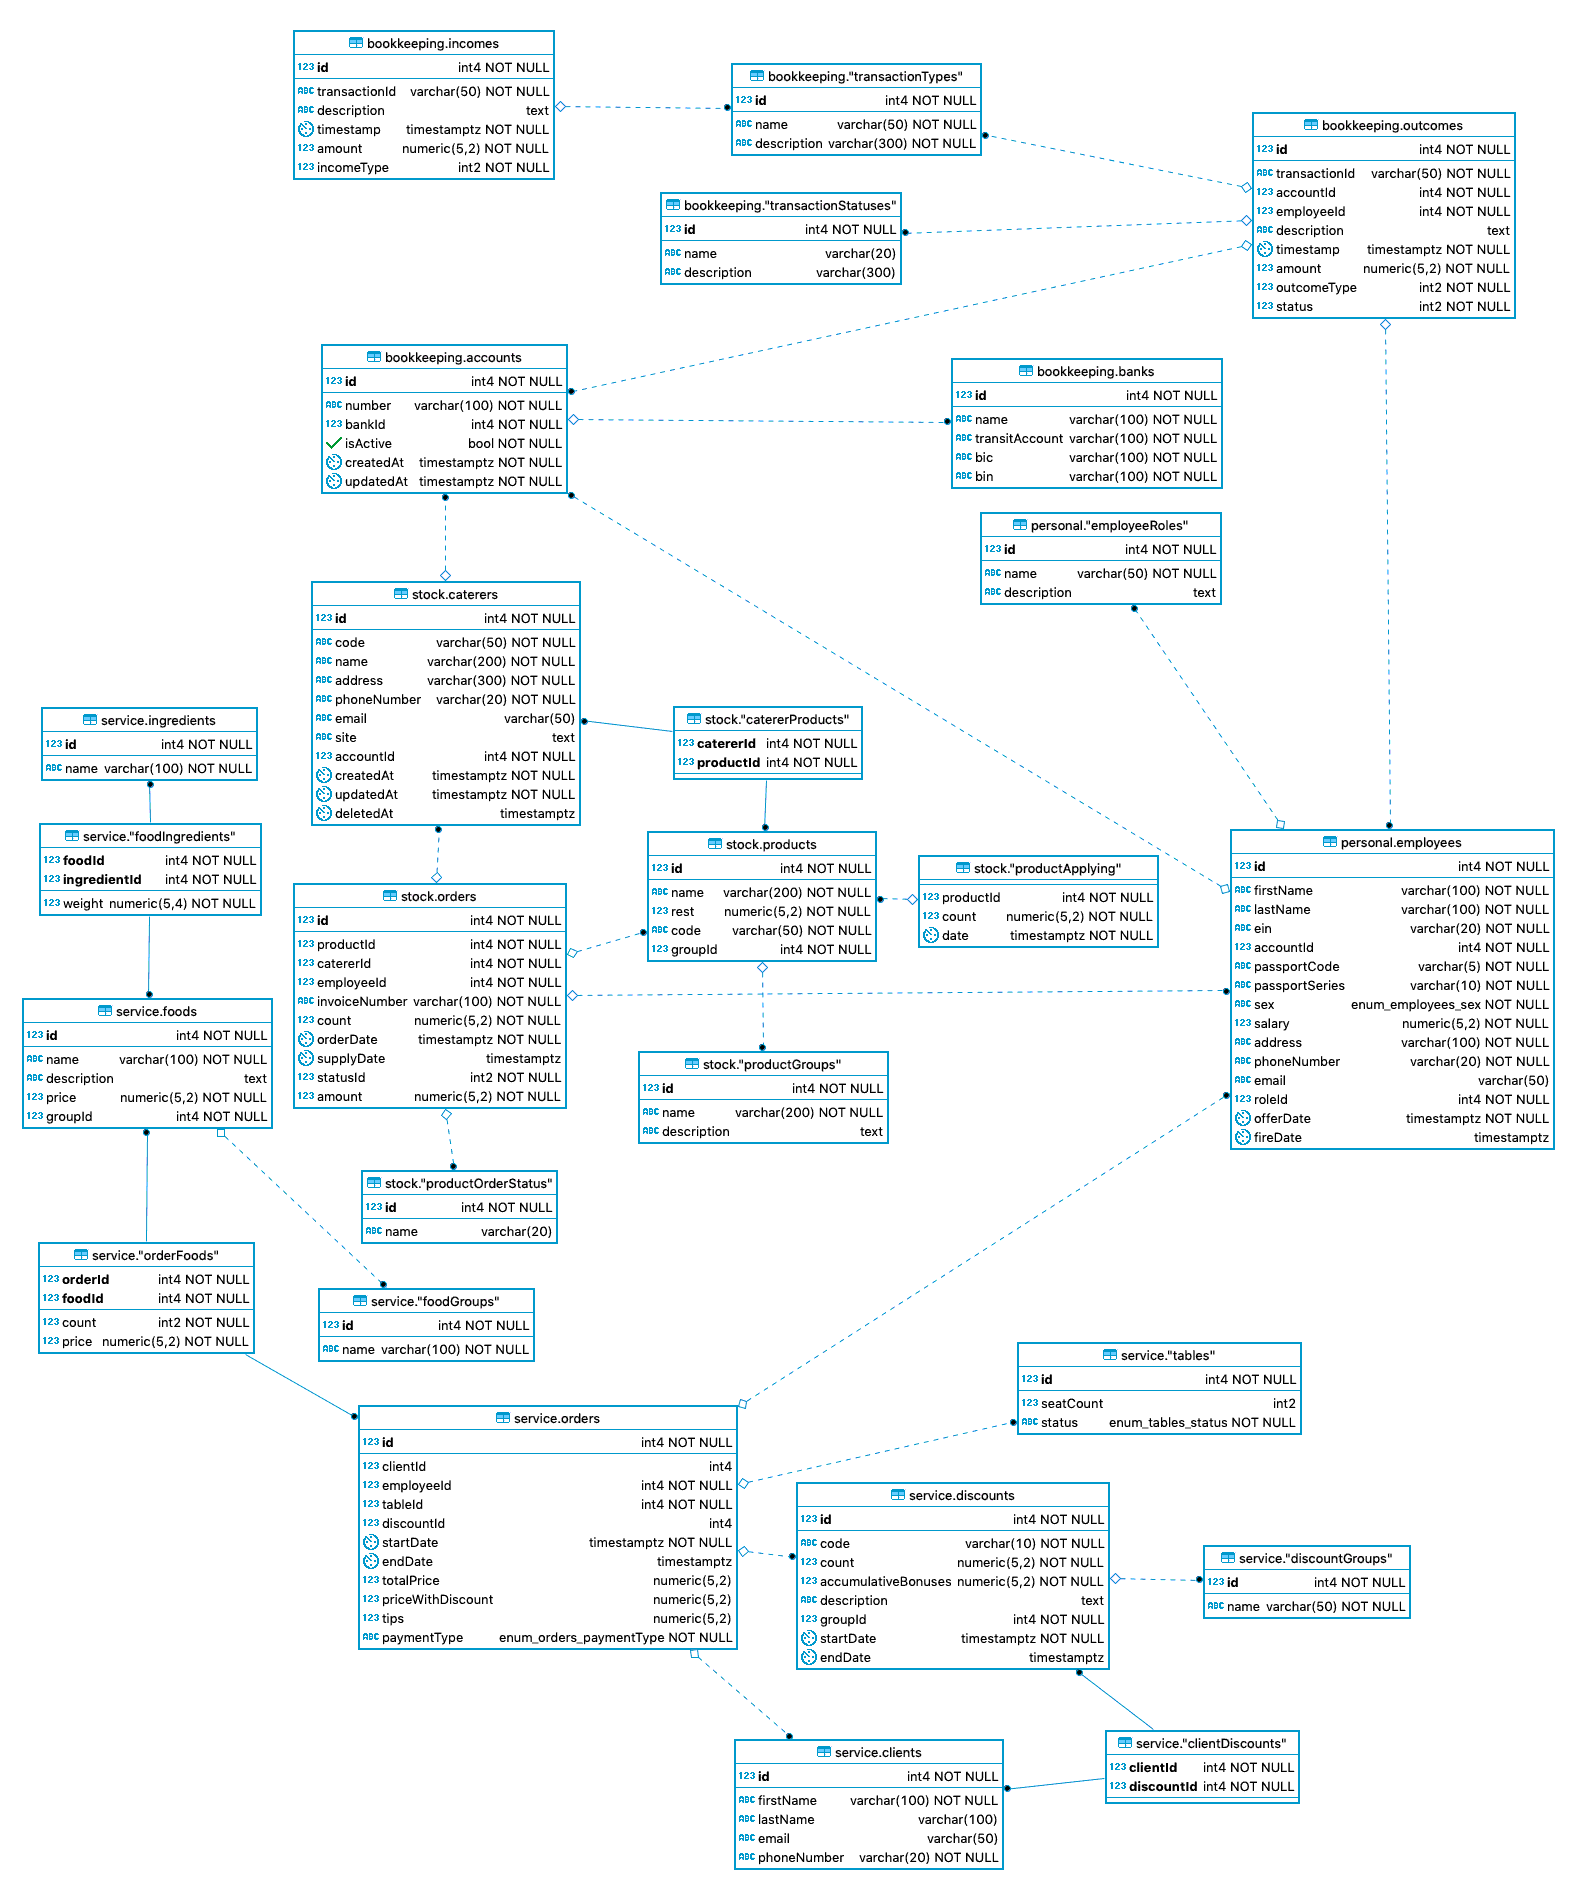 bookkeeping.incomes
123 id int4 NOT NULL
ABC transactionId varchar(50) NOT NULL
ABC description text
timestamp timestamptz NOT NULL
123 amount numeric(5,2) NOT NULL
123 incomeType int2 NOT NULL
bookkeeping."transactionTypes"
123 id int4 NOT NULL
ABC name varchar(50) NOT NULL
ABC description varchar(300) NOT NULL
bookkeeping.outcomes
123 id int4 NOT NULL
ABC transactionId varchar(50) NOT NULL
123 accountId int4 NOT NULL
123 employeeId int4 NOT NULL
ABC description text
timestamp timestamptz NOT NULL
123 amount numeric(5,2) NOT NULL
123 outcomeType int2 NOT NULL
123 status int2 NOT NULL
bookkeeping."transactionStatuses"
123 id int4 NOT NULL
ABC name varchar(20)
ABC description varchar(300)
bookkeeping.accounts
123 id int4 NOT NULL
ABC number varchar(100) NOT NULL
123 bankId int4 NOT NULL
isActive bool NOT NULL
createdAt timestamptz NOT NULL
updatedAt timestamptz NOT NULL
bookkeeping.banks
123 id int4 NOT NULL
ABC name varchar(100) NOT NULL
ABC transitAccount varchar(100) NOT NULL
ABC bic varchar(100) NOT NULL
ABC bin varchar(100) NOT NULL
personal."employeeRoles"
123 id int4 NOT NULL
ABC name varchar(50) NOT NULL
ABC description text
stock.caterers
123 id int4 NOT NULL
ABC code varchar(50) NOT NULL
ABC name varchar(200) NOT NULL
ABC address varchar(300) NOT NULL
ABC phoneNumber varchar(20) NOT NULL
ABC email varchar(50)
ABC site text
123 accountId int4 NOT NULL
createdAt timestamptz NOT NULL
updatedAt timestamptz NOT NULL
deletedAt timestamptz
service.ingredients
123 id int4 NOT NULL
ABC name varchar(100) NOT NULL
stock."catererProducts"
123 catererId int4 NOT NULL
123 productId int4 NOT NULL
service."foodIngredients"
123 foodId int4 NOT NULL
123 ingredientId int4 NOT NULL
123 weight numeric(5,4) NOT NULL
stock.products
123 id int4 NOT NULL
ABC name varchar(200) NOT NULL
123 rest numeric(5,2) NOT NULL
ABC code varchar(50) NOT NULL
123 groupId int4 NOT NULL
stock."productApplying"
123 productId int4 NOT NULL
123 count numeric(5,2) NOT NULL
date timestamptz NOT NULL
personal.employees
123 id int4 NOT NULL
ABC firstName varchar(100) NOT NULL
ABC lastName varchar(100) NOT NULL
ABC ein varchar(20) NOT NULL
123 accountId int4 NOT NULL
ABC passportCode varchar(5) NOT NULL
ABC passportSeries varchar(10) NOT NULL
ABC sex enum_employees_sex NOT NULL
123 salary numeric(5,2) NOT NULL
ABC address varchar(100) NOT NULL
ABC phoneNumber varchar(20) NOT NULL
ABC email varchar(50)
123 roleId int4 NOT NULL
offerDate timestamptz NOT NULL
fireDate timestamptz
stock.orders
123 id int4 NOT NULL
123 productId int4 NOT NULL
123 catererId int4 NOT NULL
123 employeeId int4 NOT NULL
ABC invoiceNumber varchar(100) NOT NULL
123 count numeric(5,2) NOT NULL
orderDate timestamptz NOT NULL
supplyDate timestamptz
123 statusId int2 NOT NULL
123 amount numeric(5,2) NOT NULL
service.foods
123 id int4 NOT NULL
ABC name varchar(100) NOT NULL
ABC description text
123 price numeric(5,2) NOT NULL
123 groupId int4 NOT NULL
stock."productGroups"
123 id int4 NOT NULL
ABC name varchar(200) NOT NULL
ABC description text
stock."productOrderStatus"
123 id int4 NOT NULL
ABC name varchar(20)
service."orderFoods"
123 orderId int4 NOT NULL
123 foodId int4 NOT NULL
123 count int2 NOT NULL
123 price numeric(5,2) NOT NULL
service."foodGroups"
123 id int4 NOT NULL
ABC name varchar(100) NOT NULL
service."tables"
123 id int4 NOT NULL
123 seatCount int2
ABC status enum_tables_status NOT NULL
service.orders
123 id int4 NOT NULL
123 clientId int4
123 employeeId int4 NOT NULL
123 tableId int4 NOT NULL
123 discountId int4
startDate timestamptz NOT NULL
endDate timestamptz
123 totalPrice numeric(5,2)
123 priceWithDiscount numeric(5,2)
123 tips numeric(5,2)
ABC paymentType enum_orders_paymentType NOT NULL
service.discounts
123 id int4 NOT NULL
ABC code varchar(10) NOT NULL
123 count numeric(5,2) NOT NULL
123 accumulativeBonuses numeric(5,2) NOT NULL
ABC description text
123 groupId int4 NOT NULL
startDate timestamptz NOT NULL
endDate timestamptz
service."discountGroups"
123 id int4 NOT NULL
ABC name varchar(50) NOT NULL
service.clients
123 id int4 NOT NULL
ABC firstName varchar(100) NOT NULL
ABC lastName varchar(100)
ABC email varchar(50)
ABC phoneNumber varchar(20) NOT NULL
service."clientDiscounts"
123 clientId int4 NOT NULL
123 discountId int4 NOT NULL